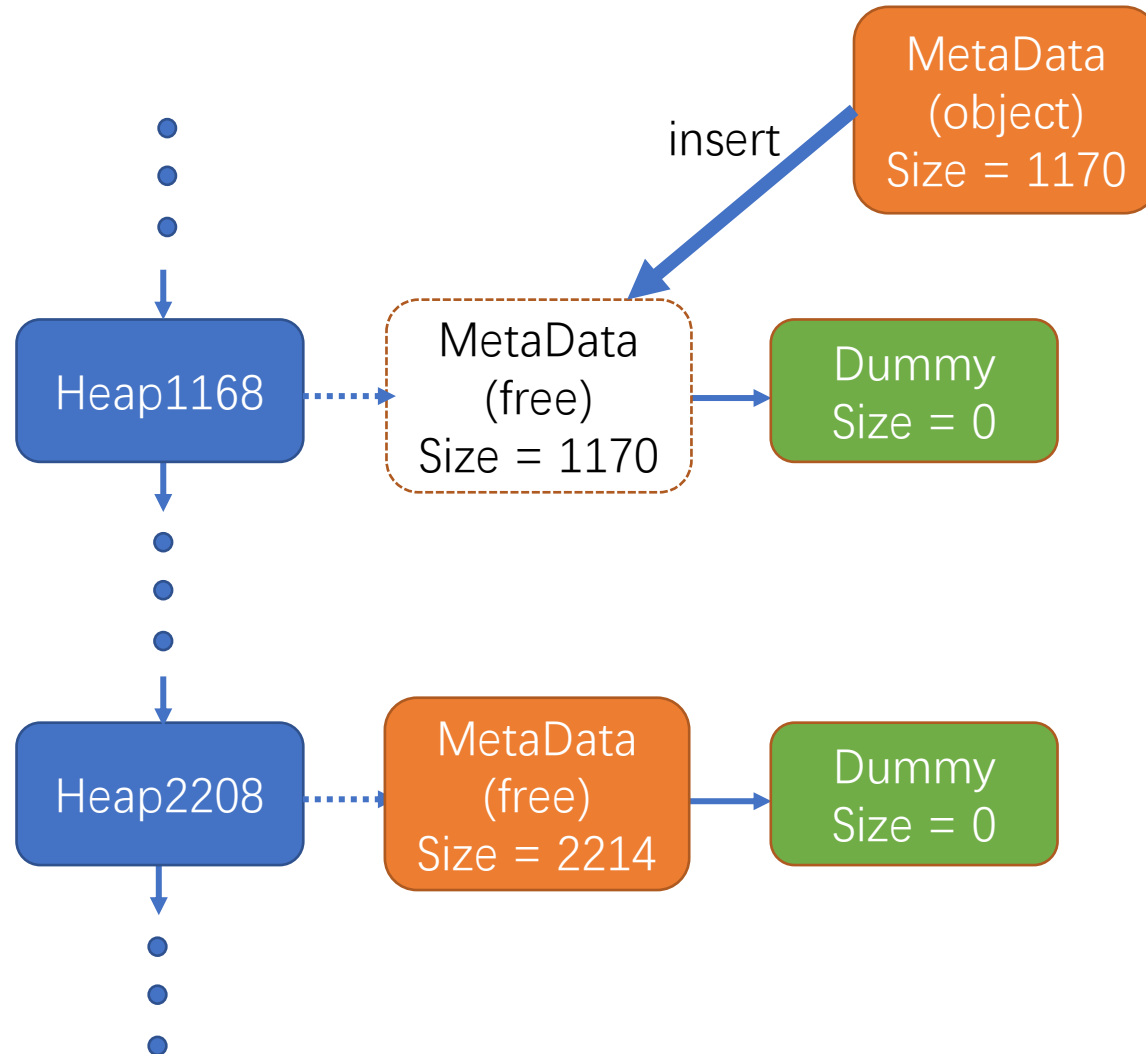 MetaData
(object)
Size = 1170
insert
Heap1168
MetaData
(free)
Size = 1170
Dummy
Size = 0
Heap2208
MetaData
(free)
Size = 2214
Dummy
Size = 0